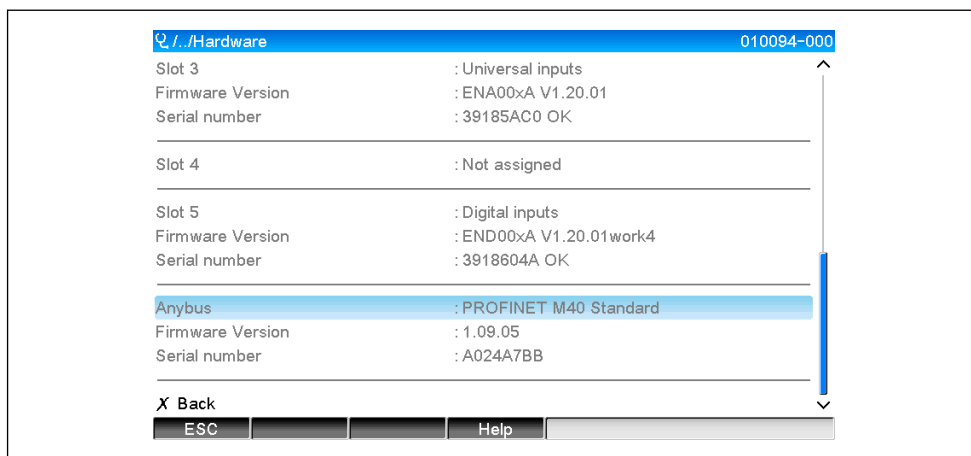 /../Hardware 010094-000
Slot 3 : Universal inputs
Firmware Version : ENA00xA V1.20.01
Serial number : 39185AC0 OK
Slot 4 : Not assigned
Slot 5 : Digital inputs
Firmware Version : END00xA V1.20.01work4
Serial number : 3918604A OK
Anybus : PROFINET M40 Standard
Firmware Version : 1.09.05
Serial number : A024A7BB
X Back
ESC Help